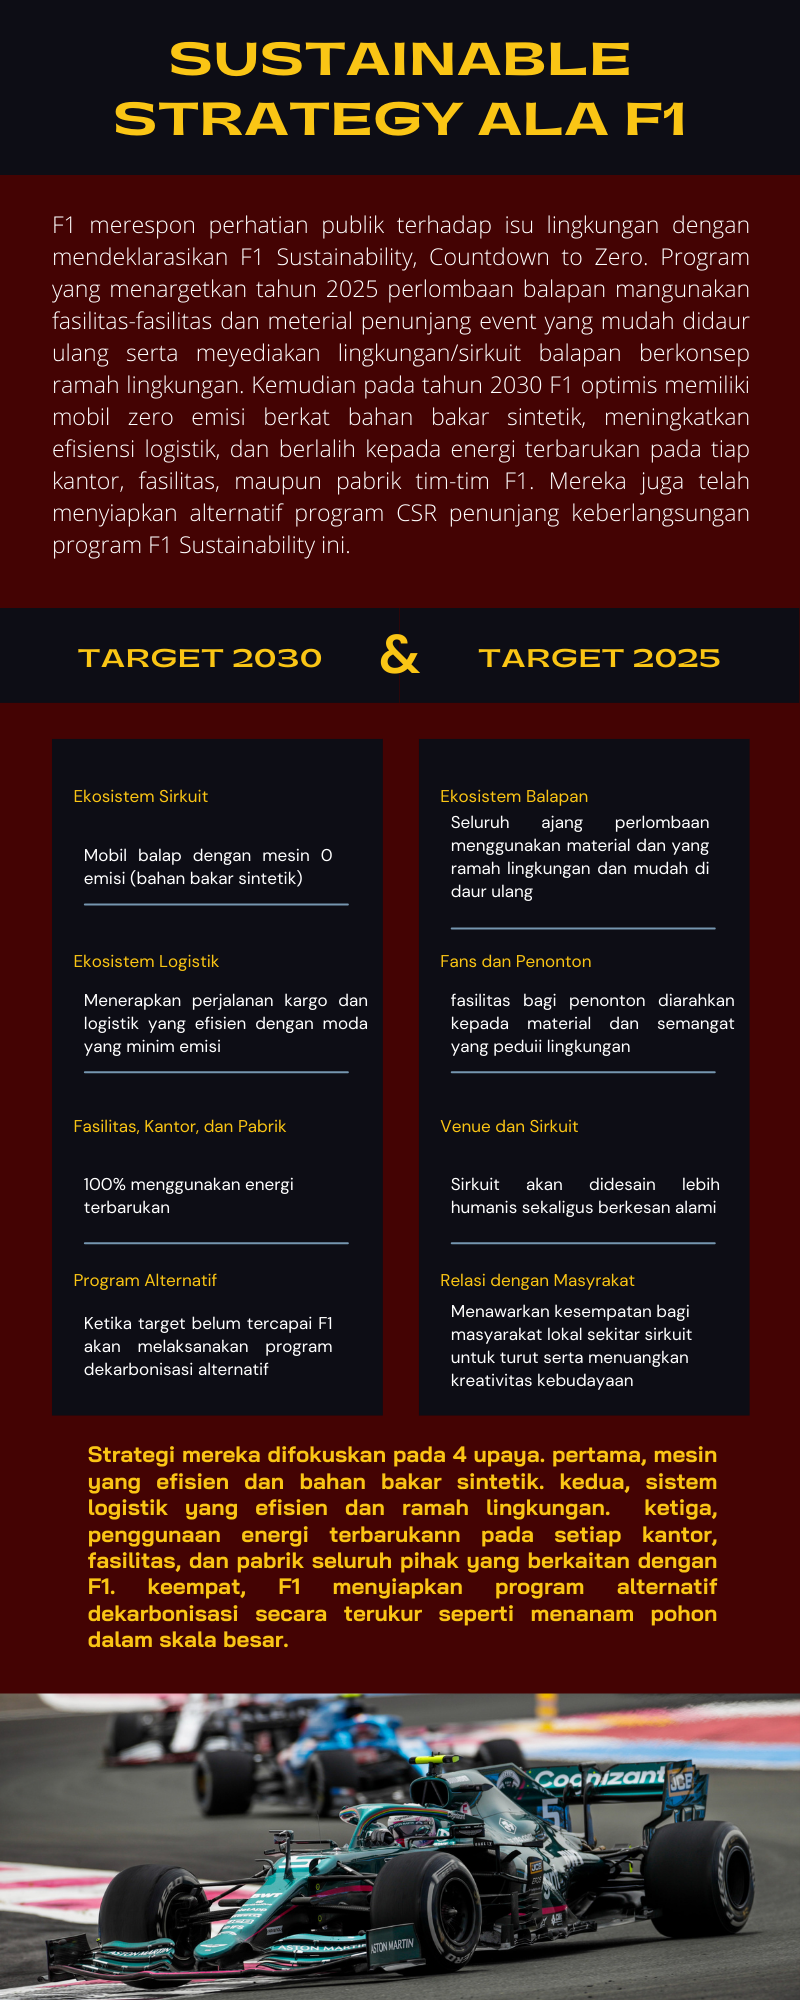 SUSTAINABLE
STRATEGY ALA F1
F1 merespon perhatian publik terhadap isu lingkungan dengan
mendeklarasikan F1 Sustainability, Countdown to Zero. Program
yang menargetkan tahun 2025 perlombaan balapan mangunakan
fasilitas-fasilitas dan meterial penunjang event yang mudah didaur
ulang serta meyediakan lingkungan/sirkuit balapan berkonsep
ramah lingkungan. Kemudian pada tahun 2030 F1 optimis memiliki
mobil zero emisi berkat bahan bakar sintetik, meningkatkan
efisiensi logistik, dan berlalih kepada energi terbarukan pada tiap
kantor, fasilitas, maupun pabrik tim-tim F1. Mereka juga telah
menyiapkan alternatif program CSR penunjang keberlangsungan
program F1 Sustainability ini.
TARGET 2030 & TARGET 2025
Ekosistem Sirkuit
Mobil balap dengan mesin 0
emisi (bahan bakar sintetik)
Ekosistem Logistik
Menerapkan perjalanan kargo dan
logistik yang efisien dengan moda
yang minim emisi
Fasilitas, Kantor, dan Pabrik
100% menggunakan energi
terbarukan
Program Alternatif
Ketika target belum tercapai F1
akan melaksanakan program
dekarbonisasi alternatif
Ekosistem Balapan
Seluruh ajang perlombaan
menggunakan material dan yang
ramah lingkungan dan mudah di
daur ulang
Fans dan Penonton
fasilitas bagi penonton diarahkan
kepada material dan semangat
yang peduii lingkungan
Venue dan Sirkuit
Sirkuit akan didesain lebih
humanis sekaligus berkesan alami
Relasi dengan Masyrakat
Menawarkan kesempatan bagi
masyarakat lokal sekitar sirkuit
untuk turut serta menuangkan
kreativitas kebudayaan
Strategi mereka difokuskan pada 4 upaya. pertama, mesin
yang efisien dan bahan bakar sintetik. kedua, sistem
logistik yang efisien dan ramah lingkungan. ketiga,
penggunaan energi terbarukann pada setiap kantor,
fasilitas, dan pabrik seluruh pihak yang berkaitan dengan
F1. keempat, F1 menyiapkan program alternatif
dekarbonisasi secara terukur seperti menanam pohon
dalam skala besar.
Cognizant
JCB
5
BWT
ASTON MARTIN
ASTON MARTIN